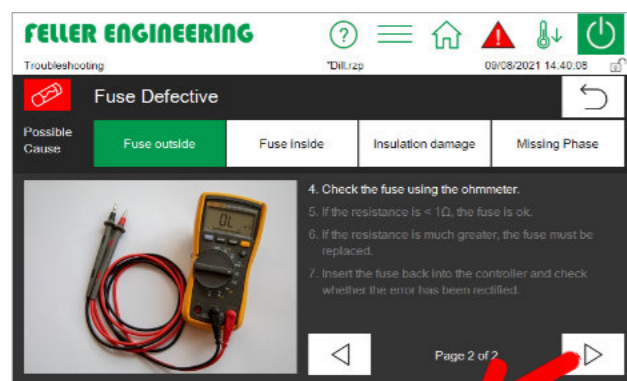 FELLER ENGINEERING
?
Troubleshooting
*Dill.rzp
09/08/2021 14:40:08
Fuse Defective
Possible
Cause
Fuse outside
Fuse inside
Insulation damage
Missing Phase
0L
4. Check the fuse using the ohmmeter.
5. If the resistance is < 1Ω, the fuse is ok.
6. If the resistance is much greater, the fuse must be
replaced.
7. Insert the fuse back into the controller and check
whether the error has been rectified.
Page 2 of 2